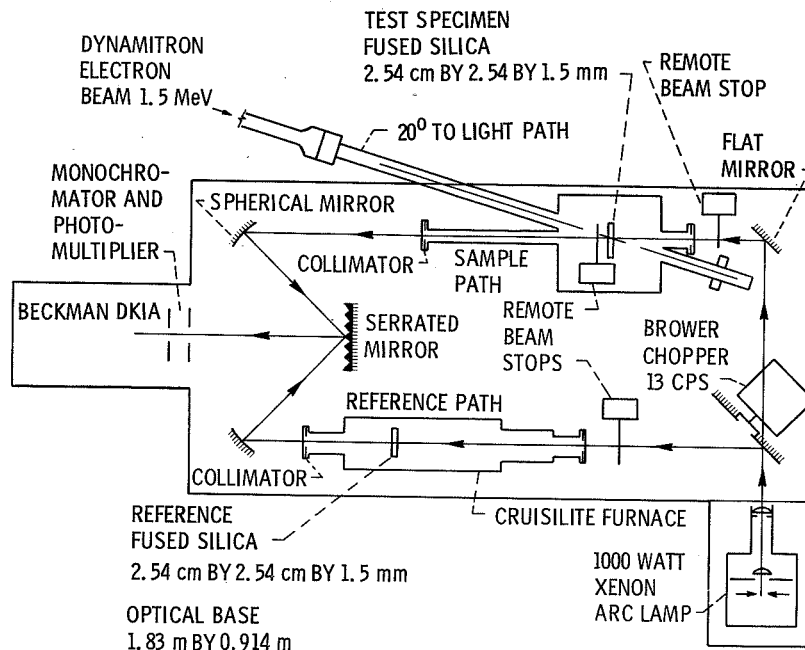 TEST SPECIMEN
FUSED SILICA
2.54 cm BY 2.54 BY 1.5 mm
DYNAMITRON
ELECTRON
BEAM 1.5 MeV
REMOTE
BEAM STOP
20⁰ TO LIGHT PATH
FLAT
MIRROR
MONOCHRO-
MATOR AND
PHOTO-
MULTIPLIER
SPHERICAL MIRROR
COLLIMATOR
SAMPLE
PATH
BECKMAN DKIA
SERRATED
MIRROR
REMOTE
BEAM
STOPS
BROWER
CHOPPER
13 CPS
REFERENCE PATH
COLLIMATOR
CRUISILITE FURNACE
REFERENCE
FUSED SILICA
2.54 cm BY 2.54 cm BY 1.5 mm
1000 WATT
XENON
ARC LAMP
OPTICAL BASE
1.83 m BY 0.914 m